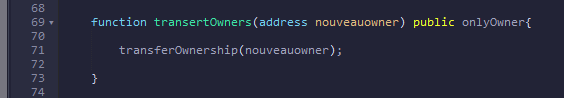 68
69 function transertOwners(address nouveauowner) public onlyOwner{
70
71 transferOwnership(nouveauowner);
72
73 }
74